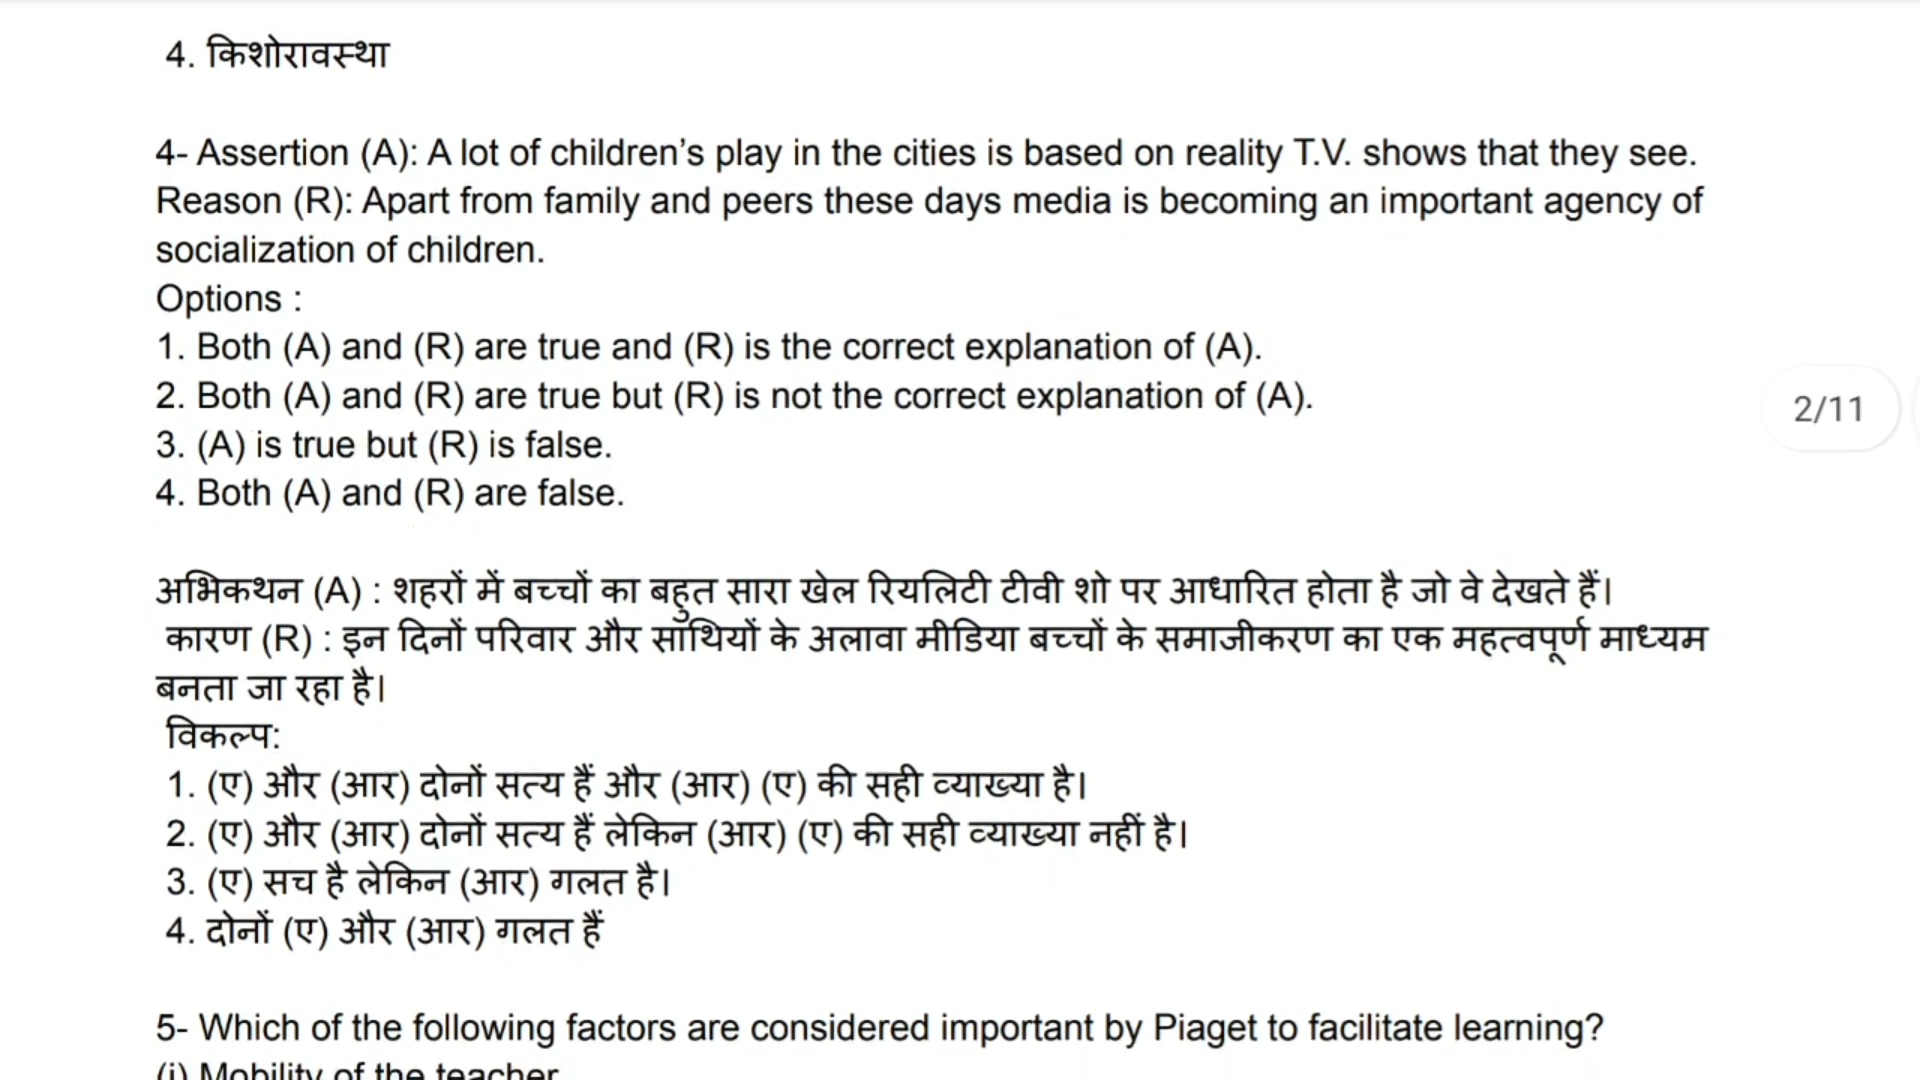 4. किशोरावस्था
4- Assertion (A): A lot of children's play in the cities is based on reality T.V. shows that they see.
Reason (R): Apart from family and peers these days media is becoming an important agency of
socialization of children.
Options :
1. Both (A) and (R) are true and (R) is the correct explanation of (A).
2. Both (A) and (R) are true but (R) is not the correct explanation of (A).
3. (A) is true but (R) is false.
4. Both (A) and (R) are false.
2/11
अभिकथन (A) : शहरों में बच्चों का बहुत सारा खेल रियलिटी टीवी शो पर आधारित होता है जो वे देखते हैं।
कारण (R) : इन दिनों परिवार और साथियों के अलावा मीडिया बच्चों के समाजीकरण का एक महत्वपूर्ण माध्यम
बनता जा रहा है।
विकल्प:
1. (ए) और (आर) दोनों सत्य हैं और (आर) (ए) की सही व्याख्या है।
2. (ए) और (आर) दोनों सत्य हैं लेकिन (आर) (ए) की सही व्याख्या नहीं है।
3. (ए) सच है लेकिन (आर) गलत है।
4. दोनों (ए) और (आर) गलत हैं
5- Which of the following factors are considered important by Piaget to facilitate learning?
(i) Mobility of the teacher